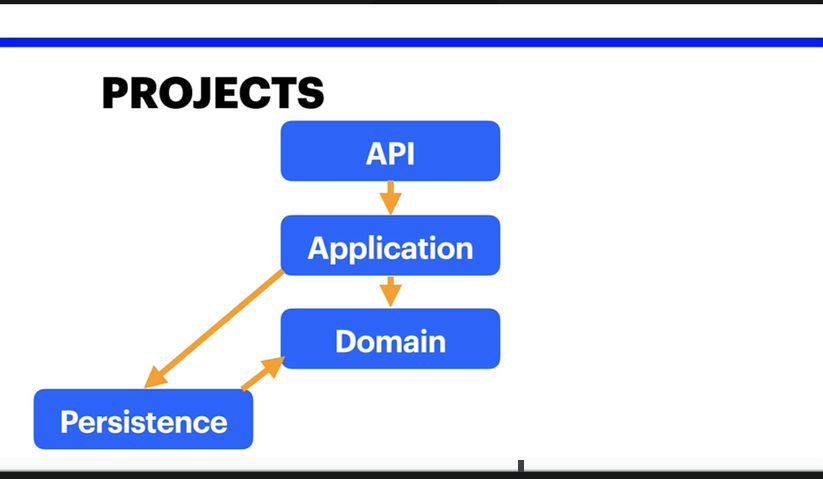 PROJECTS
API
Application
Domain
Persistence